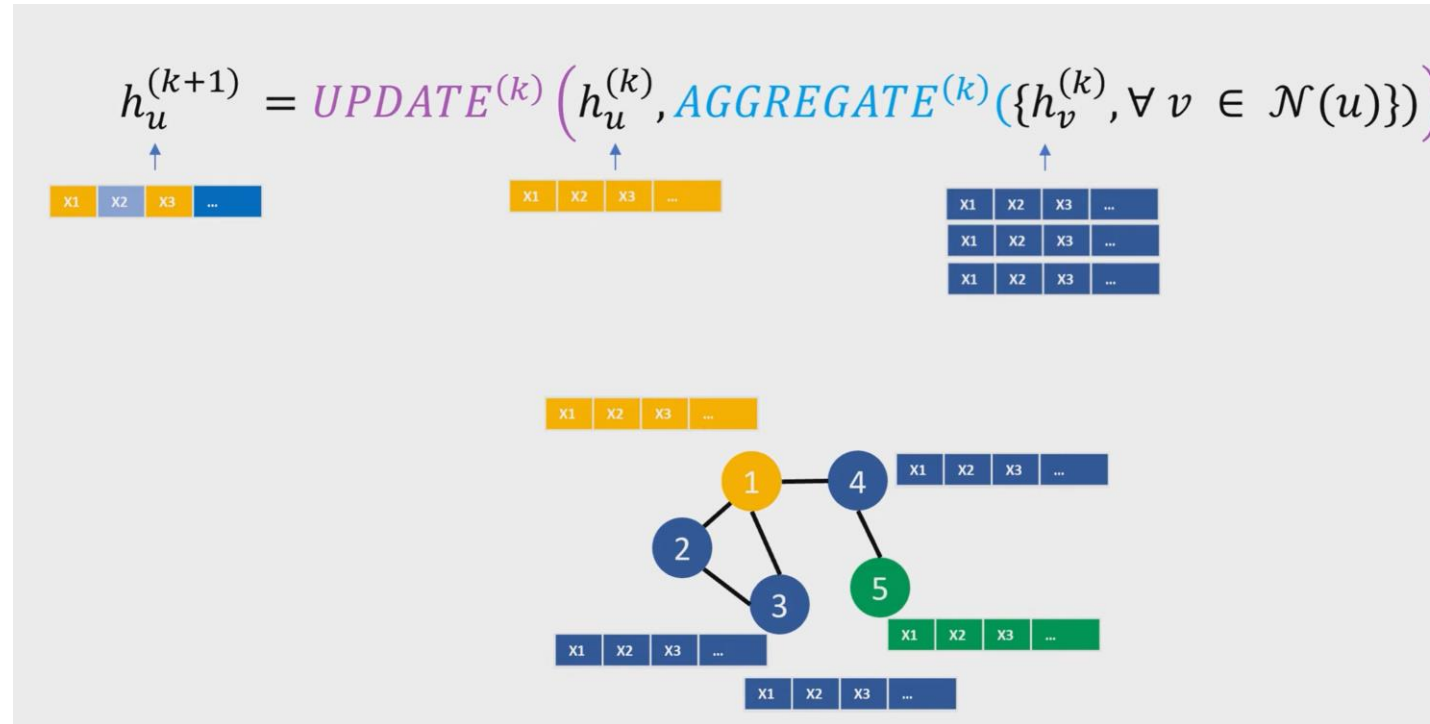 h_u^{(k+1)} = UPDATE^{(k)} ( h_u^{(k)}, AGGREGATE^{(k)} ({h_v^{(k)}, ∀ v ∈ 𝒩(u)}) )
X1 X2 X3 ...
X1 X2 X3 ...
X1 X2 X3 ...
X1 X2 X3 ...
X1 X2 X3 ...
X1 X2 X3 ...
1
4
X1 X2 X3 ...
2
3
5
X1 X2 X3 ...
X1 X2 X3 ...
X1 X2 X3 ...